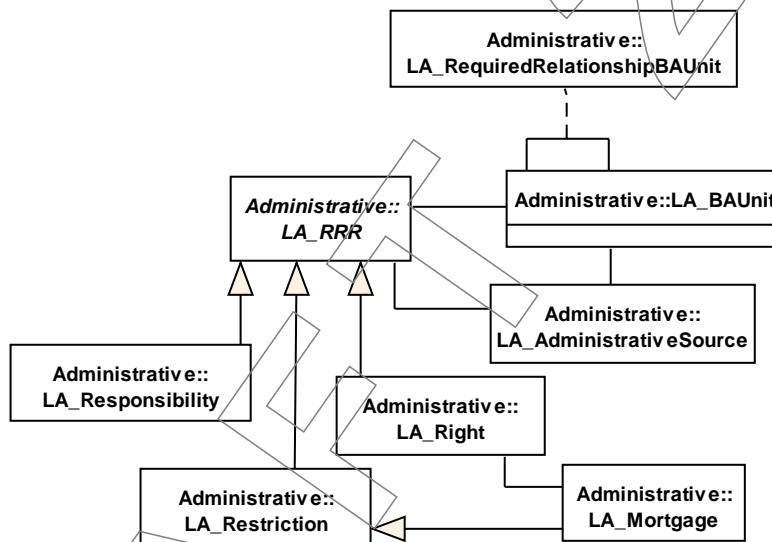 Administrative::
LA_RequiredRelationshipBAUnit
Administrative::
LA_RRR
Administrative::LA_BAUnit
Administrative::
LA_AdministrativeSource
Administrative::
LA_Responsibility
Administrative::
LA_Right
Administrative::
LA_Restriction
Administrative::
LA_Mortgage